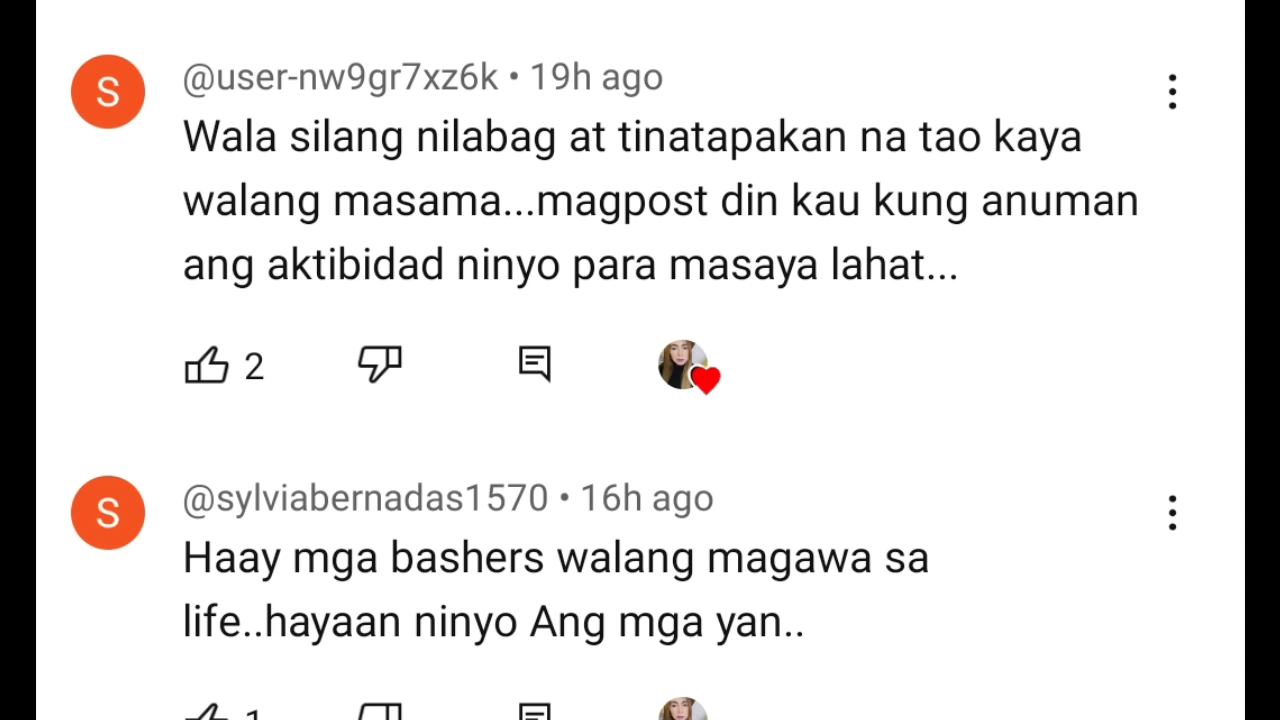 @user-nw9gr7xz6k • 19h ago
Wala silang nilabag at tinatapakan na tao kaya
walang masama...magpost din kau kung anuman
ang aktibidad ninyo para masaya lahat...
2
@sylviabernadas1570 • 16h ago
Haay mga bashers walang magawa sa
life..hayaan ninyo Ang mga yan..
1